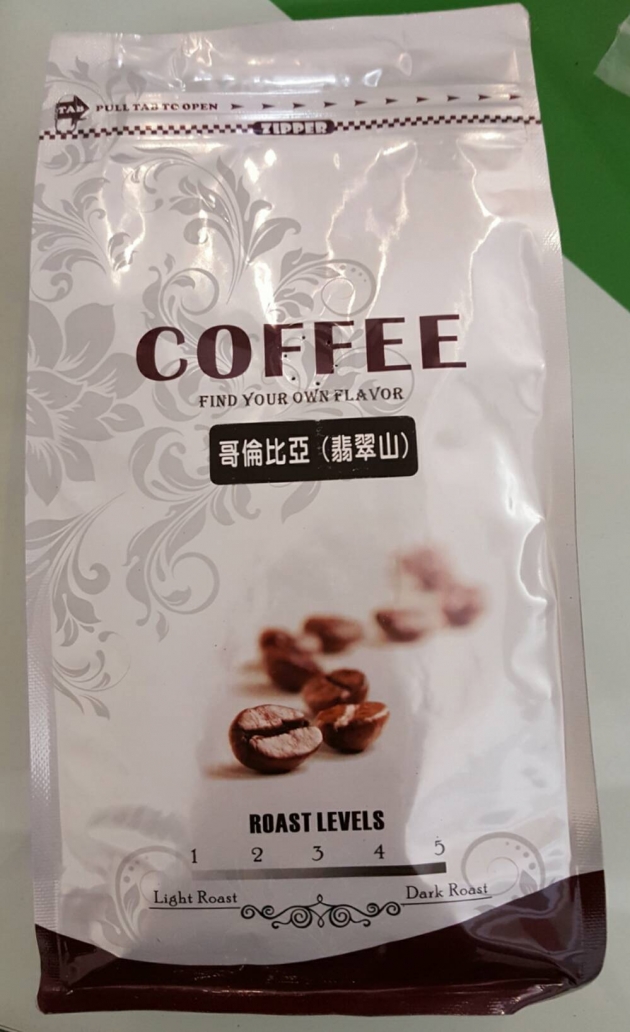 TAB PULL TAB TO OPEN
ZIPPER
COFFEE
FIND YOUR OWN FLAVOR
哥倫比亞（翡翠山）
ROAST LEVELS
1 2 3 4 5
Light Roast Dark Roast